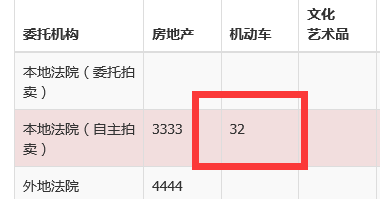 委托机构 房地产 机动车 文化
艺术品
本地法院（委托拍
卖）
本地法院（自主拍 3333 32
卖）
外地法院 4444